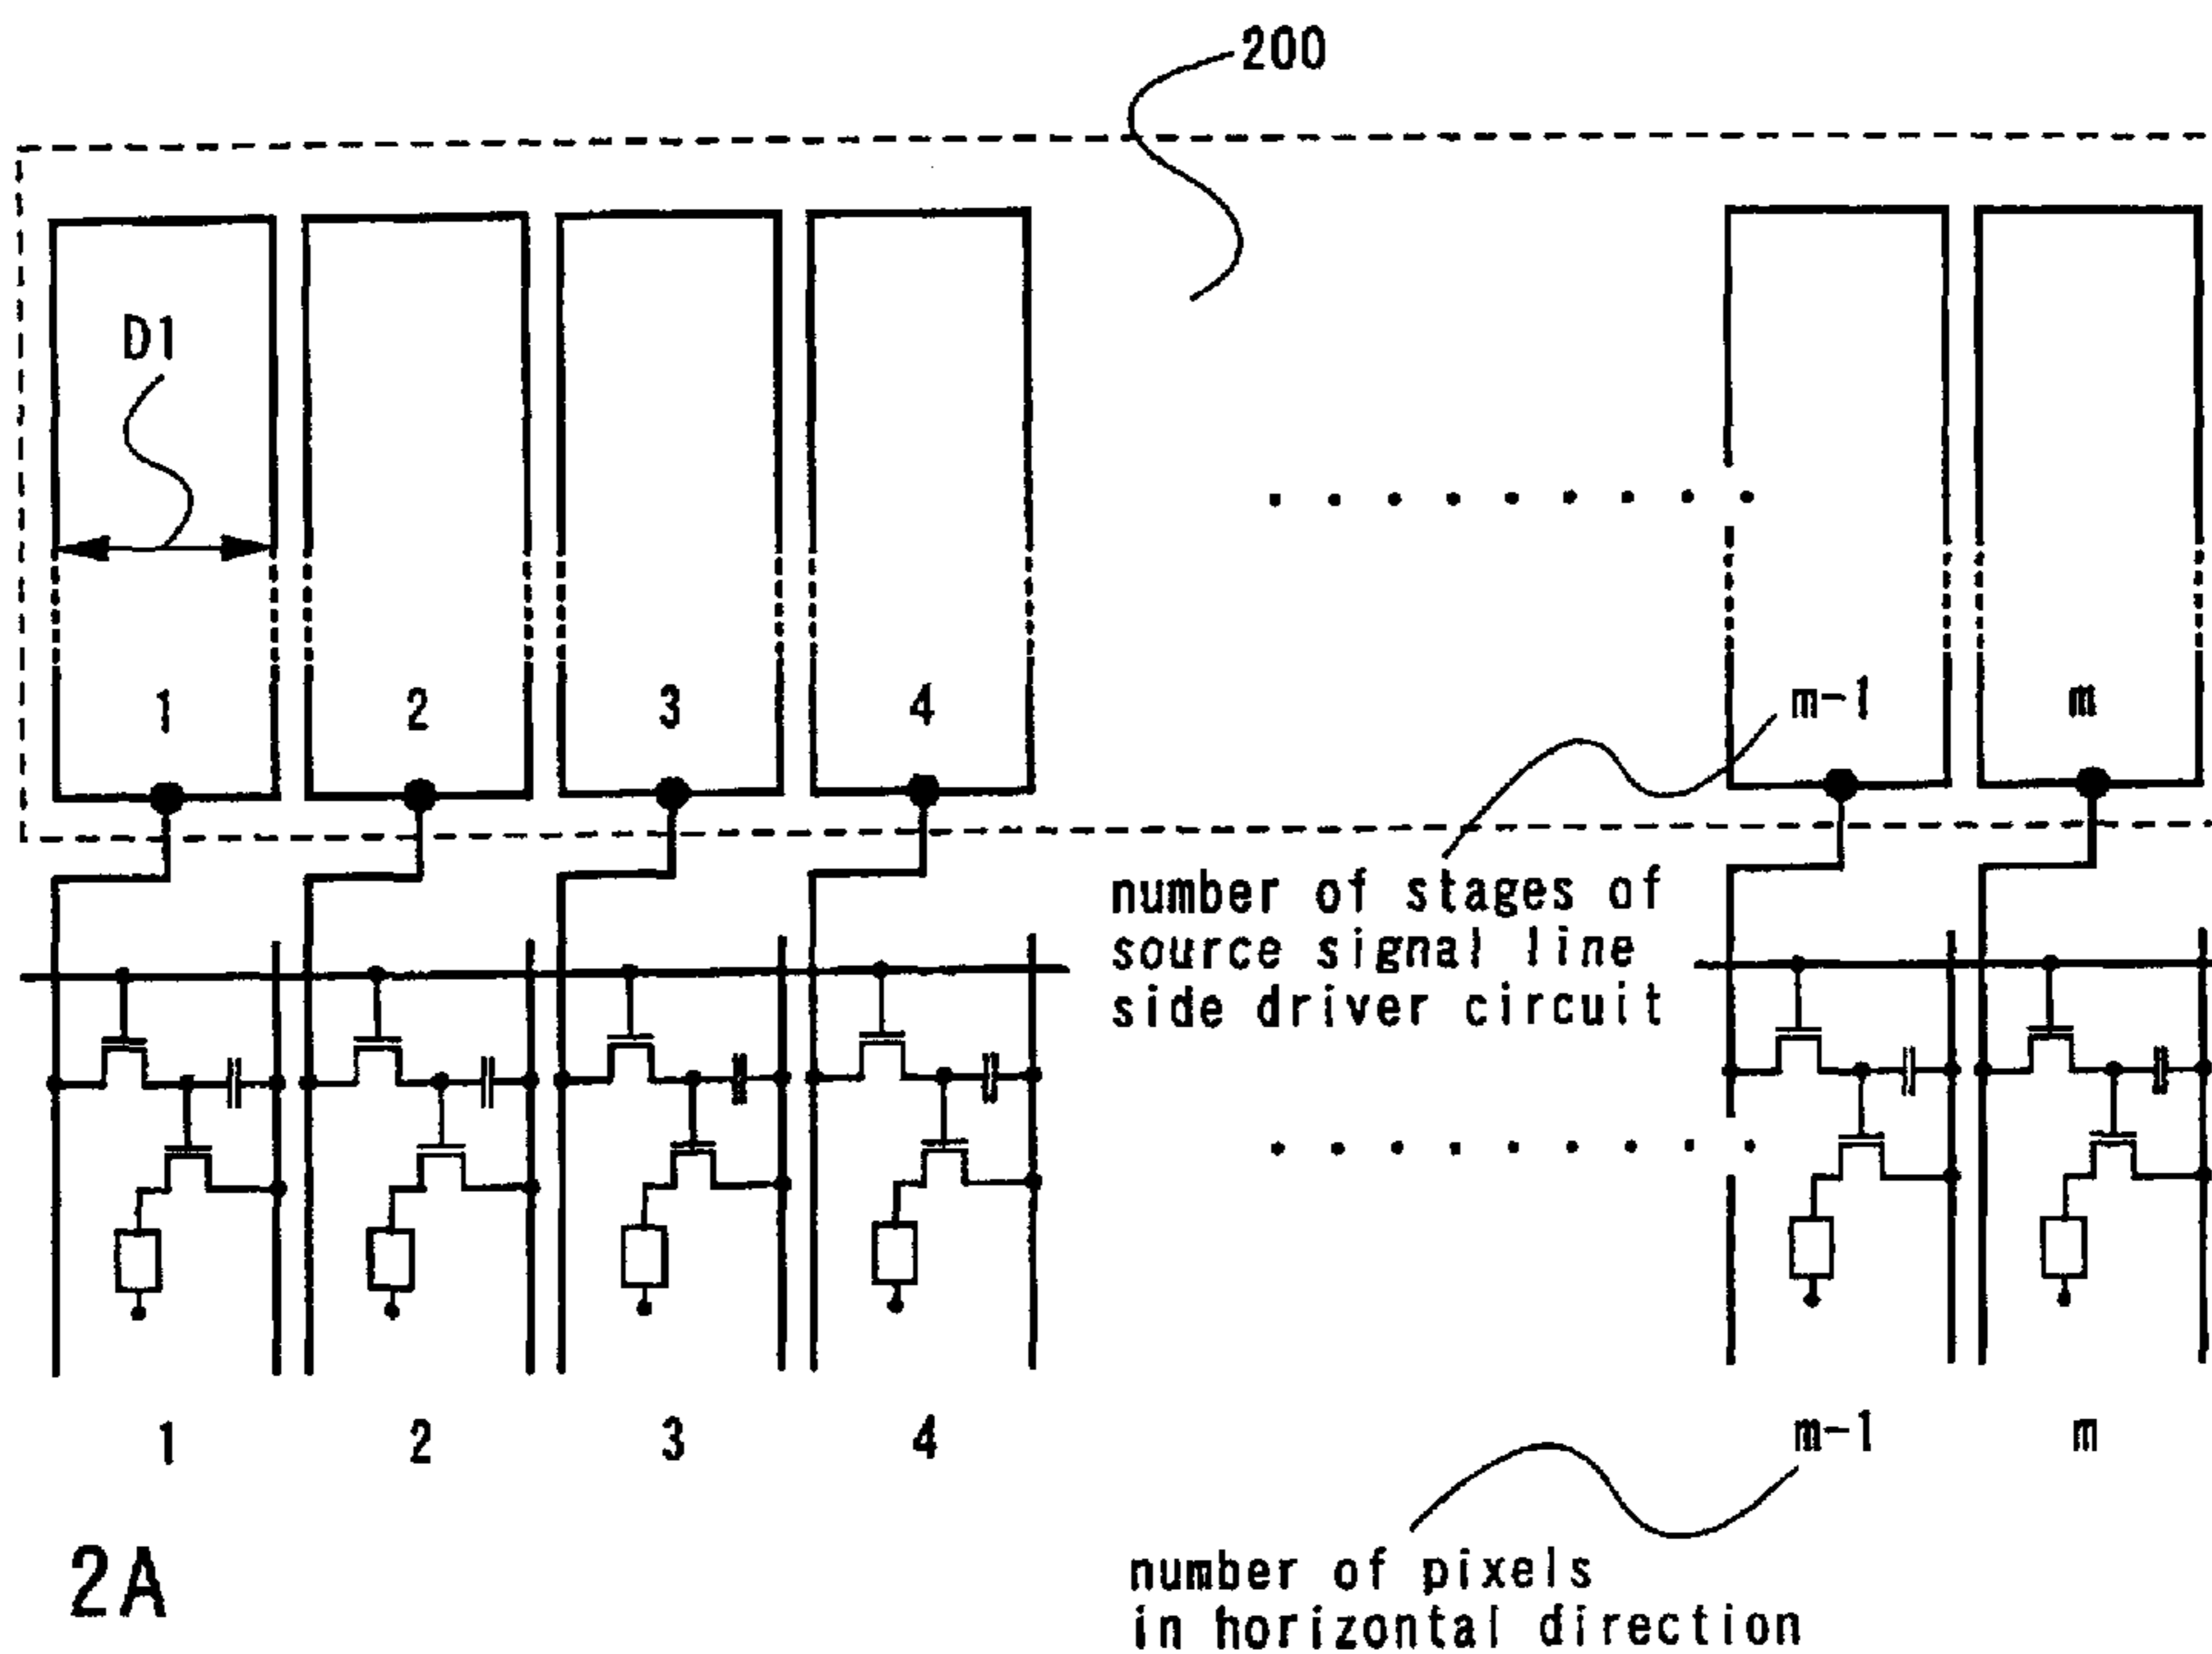 200
D1
1 2 3 4 m-1 m
number of stages of
source signal line
side driver circuit
1 2 3 4 m-1 m
2A
number of pixels
in horizontal direction